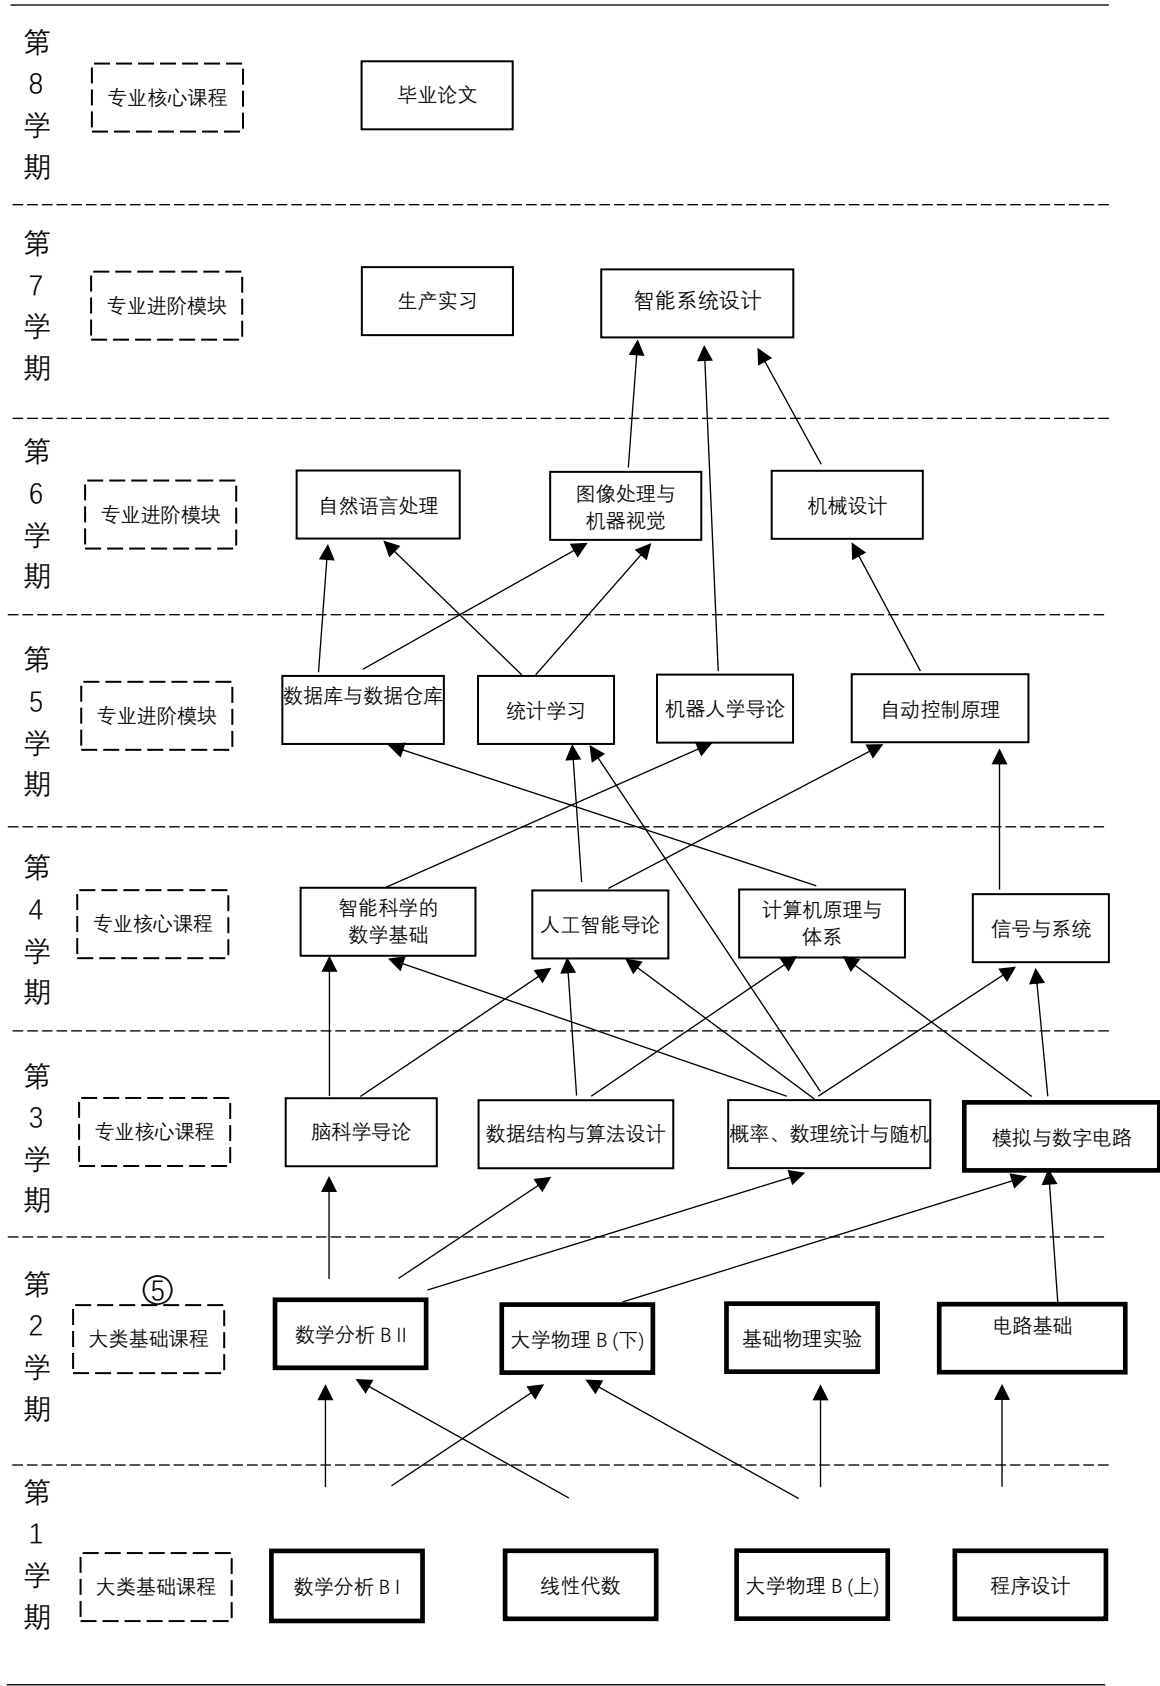 第
8
学
期
专业核心课程
毕业论文
第
7
学
期
专业进阶模块
生产实习
智能系统设计
第
6
学
期
专业进阶模块
自然语言处理
图像处理与
机器视觉
机械设计
第
5
学
期
专业进阶模块
数据库与数据仓库
统计学习
机器人学导论
自动控制原理
第
4
学
期
专业核心课程
智能科学的
数学基础
人工智能导论
计算机原理与
体系
信号与系统
第
3
学
期
专业核心课程
脑科学导论
数据结构与算法设计
概率、数理统计与随机
模拟与数字电路
第
2
学
期
⑤
大类基础课程
数学分析 B II
大学物理 B (下)
基础物理实验
电路基础
第
1
学
期
大类基础课程
数学分析 B I
线性代数
大学物理 B (上)
程序设计